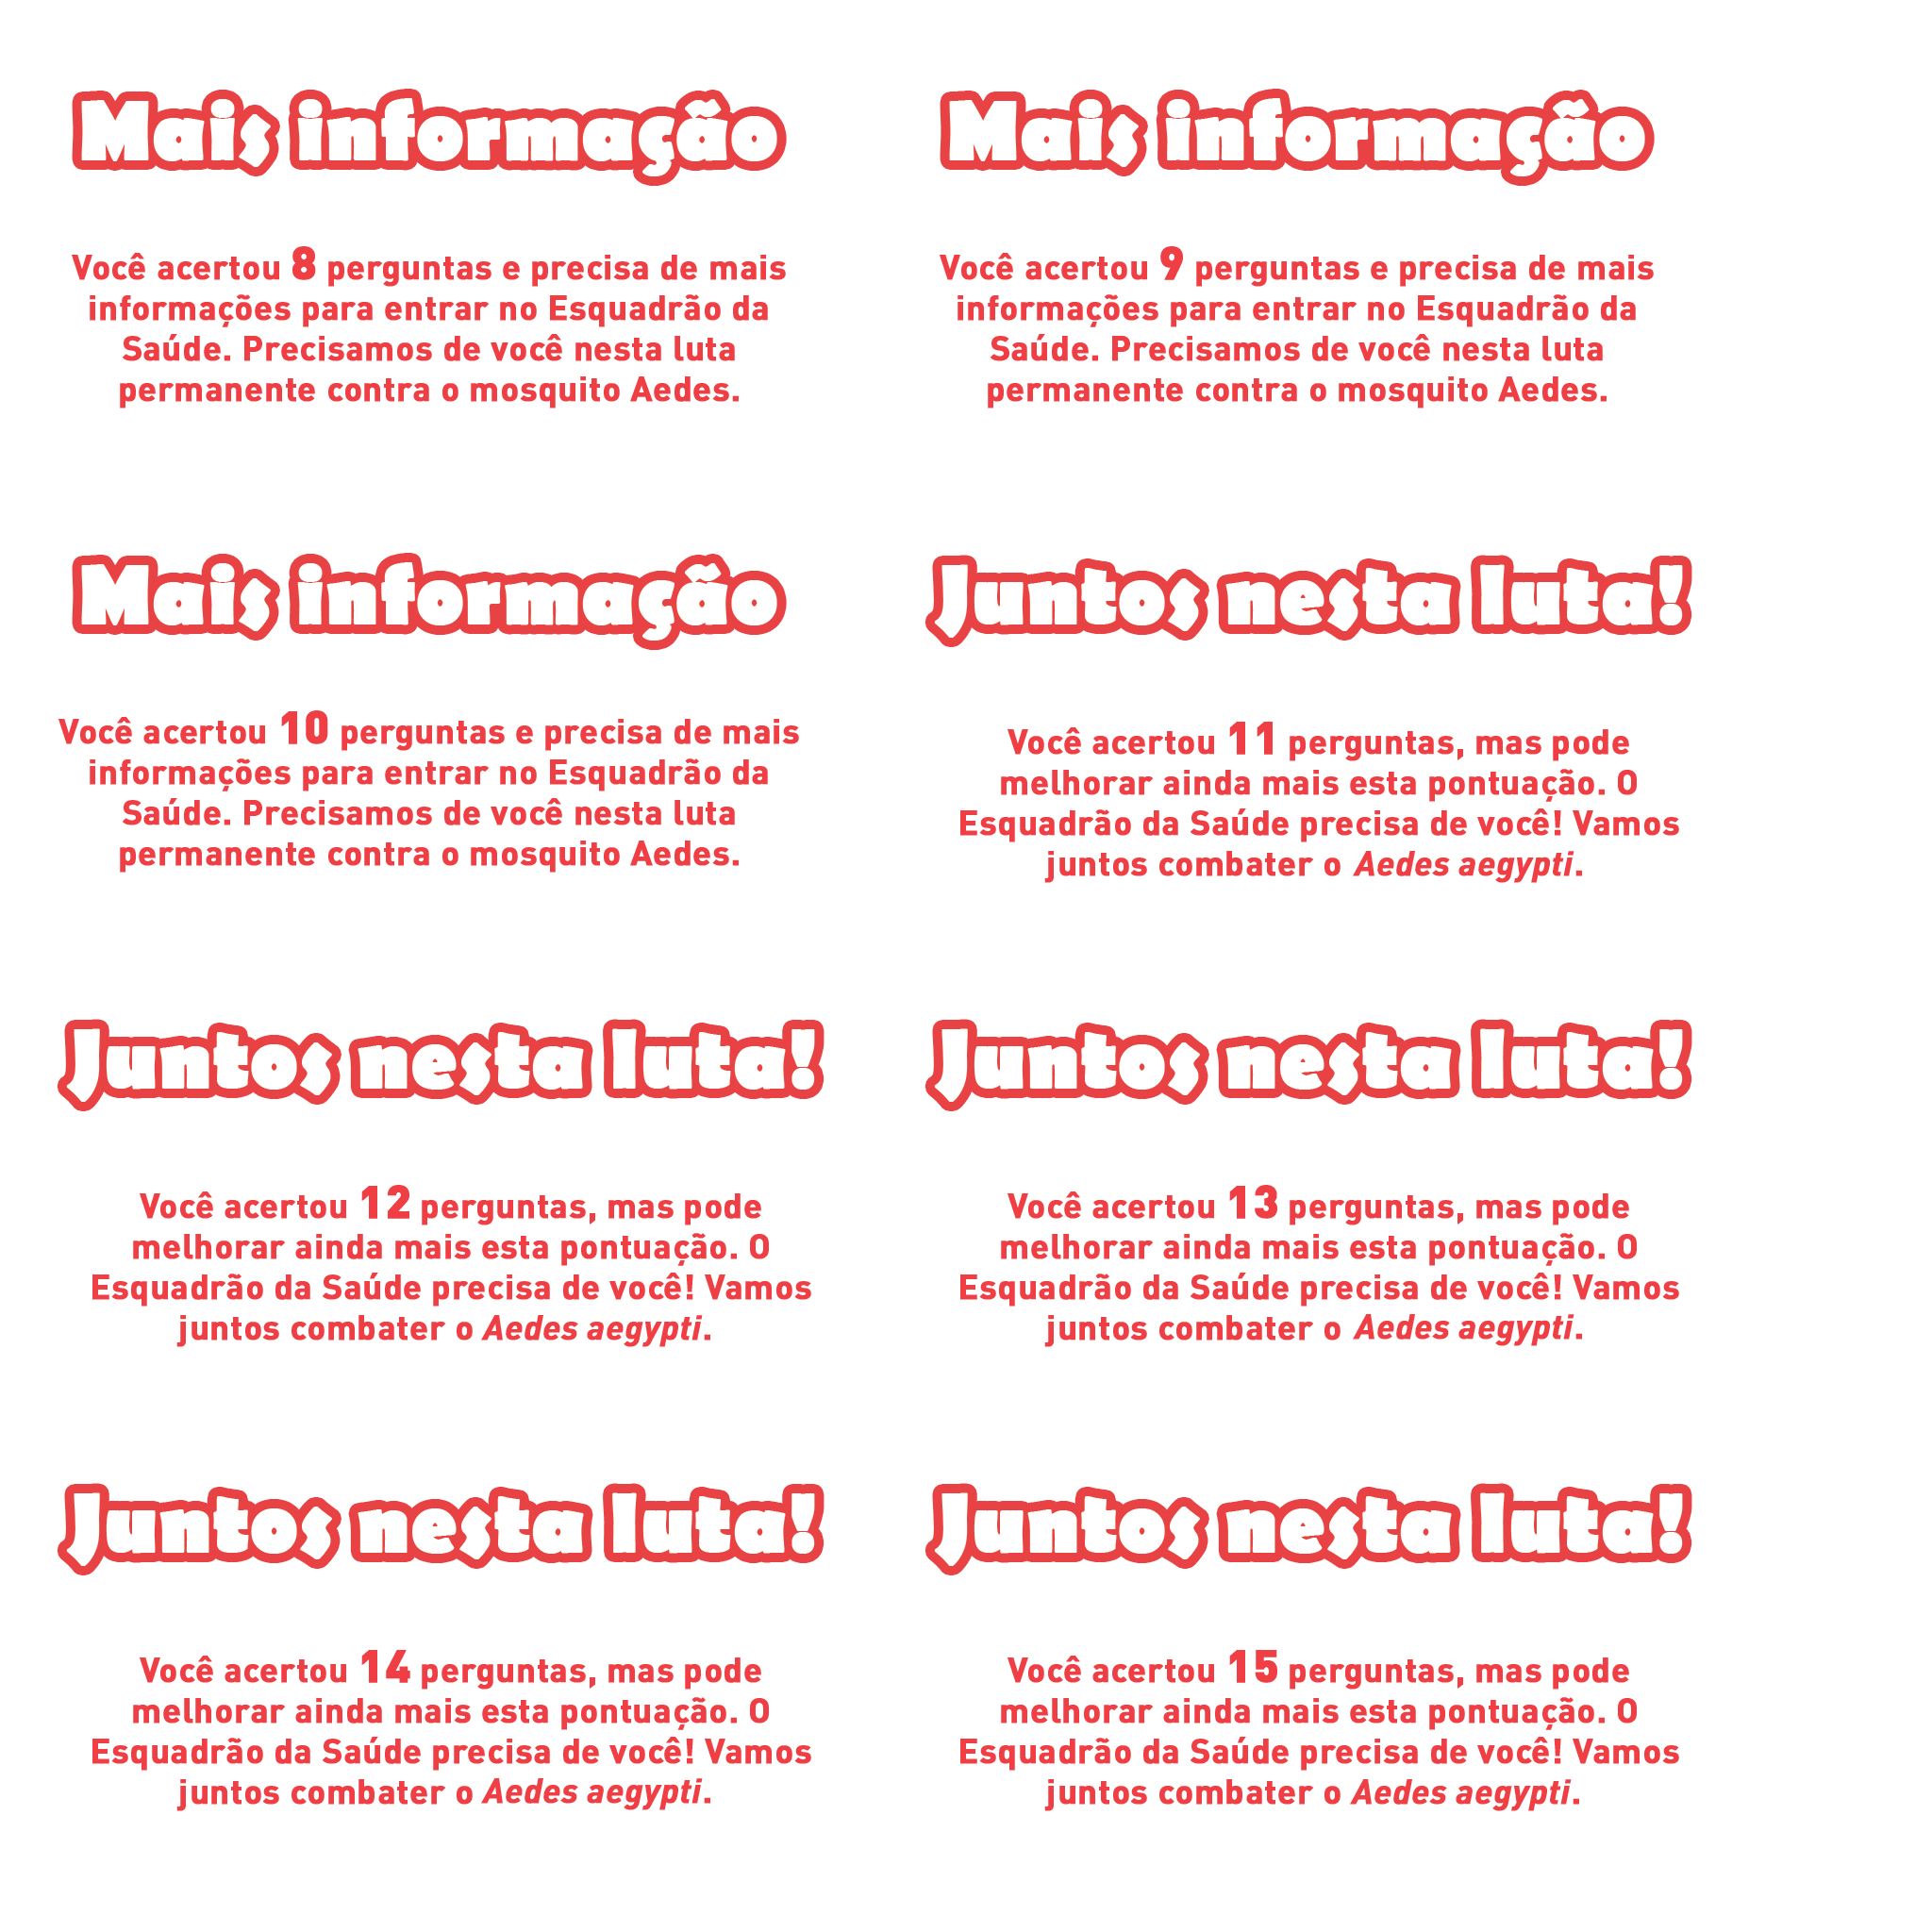 Mais informação
Você acertou 8 perguntas e precisa de mais
informações para entrar no Esquadrão da
Saúde. Precisamos de você nesta luta
permanente contra o mosquito Aedes.
Mais informação
Você acertou 9 perguntas e precisa de mais
informações para entrar no Esquadrão da
Saúde. Precisamos de você nesta luta
permanente contra o mosquito Aedes.
Mais informação
Você acertou 10 perguntas e precisa de mais
informações para entrar no Esquadrão da
Saúde. Precisamos de você nesta luta
permanente contra o mosquito Aedes.
Juntos nesta luta!
Você acertou 11 perguntas, mas pode
melhorar ainda mais esta pontuação. O
Esquadrão da Saúde precisa de você! Vamos
juntos combater o Aedes aegypti.
Juntos nesta luta!
Você acertou 12 perguntas, mas pode
melhorar ainda mais esta pontuação. O
Esquadrão da Saúde precisa de você! Vamos
juntos combater o Aedes aegypti.
Juntos nesta luta!
Você acertou 13 perguntas, mas pode
melhorar ainda mais esta pontuação. O
Esquadrão da Saúde precisa de você! Vamos
juntos combater o Aedes aegypti.
Juntos nesta luta!
Você acertou 14 perguntas, mas pode
melhorar ainda mais esta pontuação. O
Esquadrão da Saúde precisa de você! Vamos
juntos combater o Aedes aegypti.
Juntos nesta luta!
Você acertou 15 perguntas, mas pode
melhorar ainda mais esta pontuação. O
Esquadrão da Saúde precisa de você! Vamos
juntos combater o Aedes aegypti.